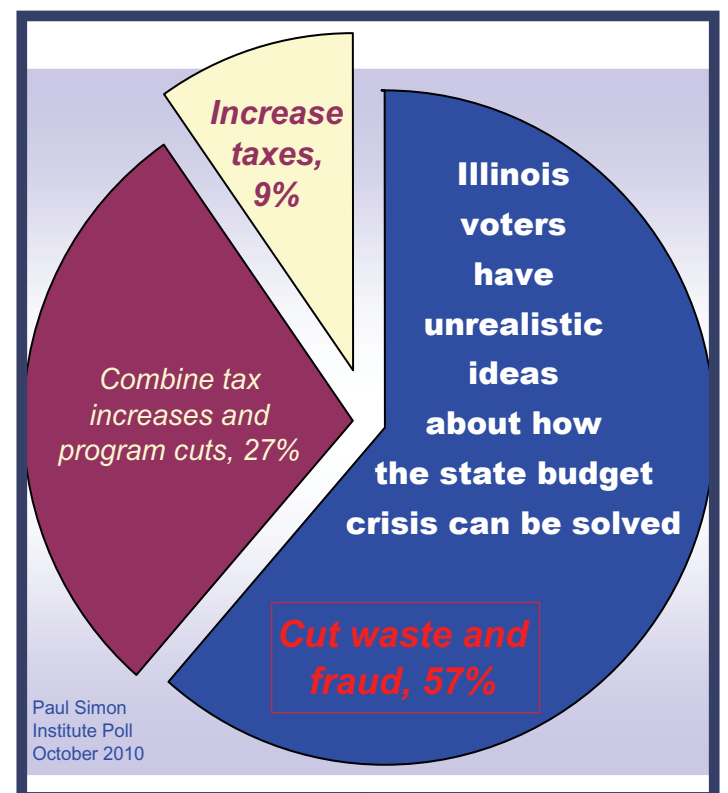 Increase
taxes,
9%
Illinois
voters
have
unrealistic
ideas
about how
the state budget
crisis can be solved
Combine tax
increases and
program cuts, 27%
Cut waste and
fraud, 57%
Paul Simon
Institute Poll
October 2010